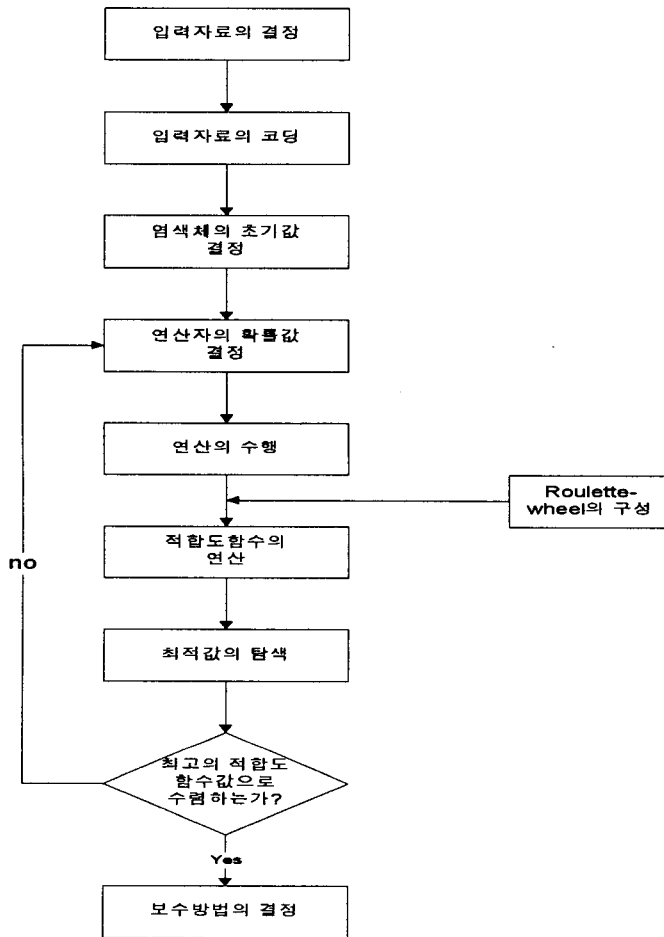 입력자료의 결정
입력자료의 코딩
염색체의 초기값
결정
연산자의 확률값
결정
연산의 수행
Roulette-
wheel의 구성
적합도함수의
연산
no
최적값의 탐색
최고의 적합도
함수값으로
수렴하는가?
Yes
보수방법의 결정